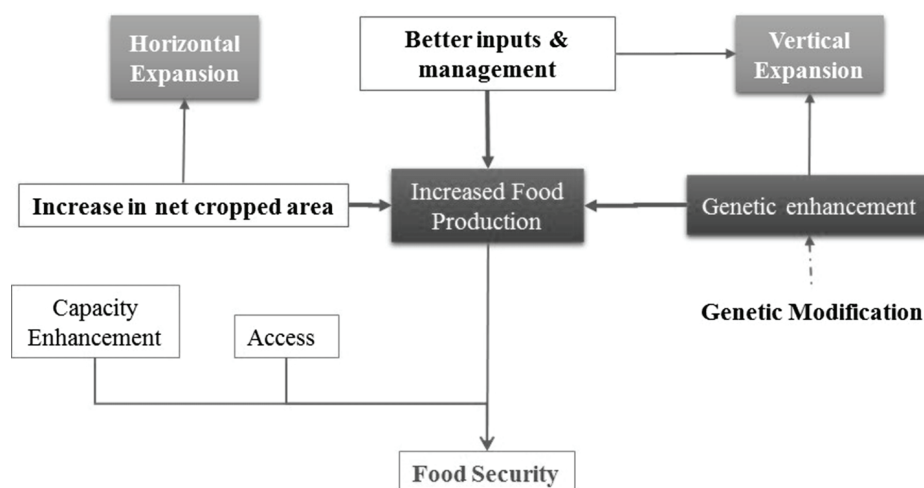 Horizontal
Expansion
Better inputs &
management
Vertical
Expansion
Increase in net cropped area
Increased Food
Production
Genetic enhancement
Capacity
Enhancement
Access
Genetic Modification
Food Security